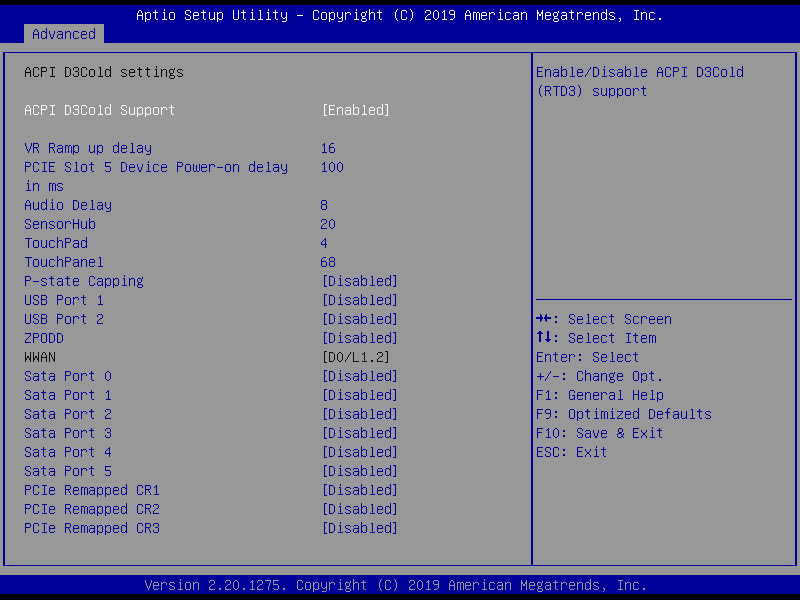 Aptio Setup Utility – Copyright (C) 2019 American Megatrends, Inc.
Advanced
ACPI D3Cold settings
ACPI D3Cold Support [Enabled]
VR Ramp up delay 16
PCIE Slot 5 Device Power-on delay 100
in ms
Audio Delay 8
SensorHub 20
TouchPad 4
TouchPanel 68
P-state Capping [Disabled]
USB Port 1 [Disabled]
USB Port 2 [Disabled]
ZPODD [Disabled]
WWAN [D0/L1.2]
Sata Port 0 [Disabled]
Sata Port 1 [Disabled]
Sata Port 2 [Disabled]
Sata Port 3 [Disabled]
Sata Port 4 [Disabled]
Sata Port 5 [Disabled]
PCIe Remapped CR1 [Disabled]
PCIe Remapped CR2 [Disabled]
PCIe Remapped CR3 [Disabled]
Enable/Disable ACPI D3Cold
(RTD3) support
→←: Select Screen
↑↓: Select Item
Enter: Select
+/-: Change Opt.
F1: General Help
F9: Optimized Defaults
F10: Save & Exit
ESC: Exit
Version 2.20.1275. Copyright (C) 2019 American Megatrends, Inc.